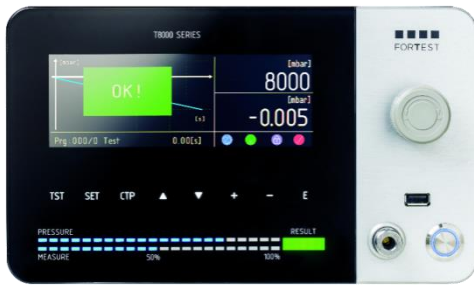 T8000 SERIES
FORTEST
[mbar]
OK!
[s]
[mbar]
8000
[mbar]
-0.005
Prg 000/0 Test 0.00[s]
TST SET CTP ▲ ▼ + - E
PRESSURE
RESULT
MEASURE 50% 100%